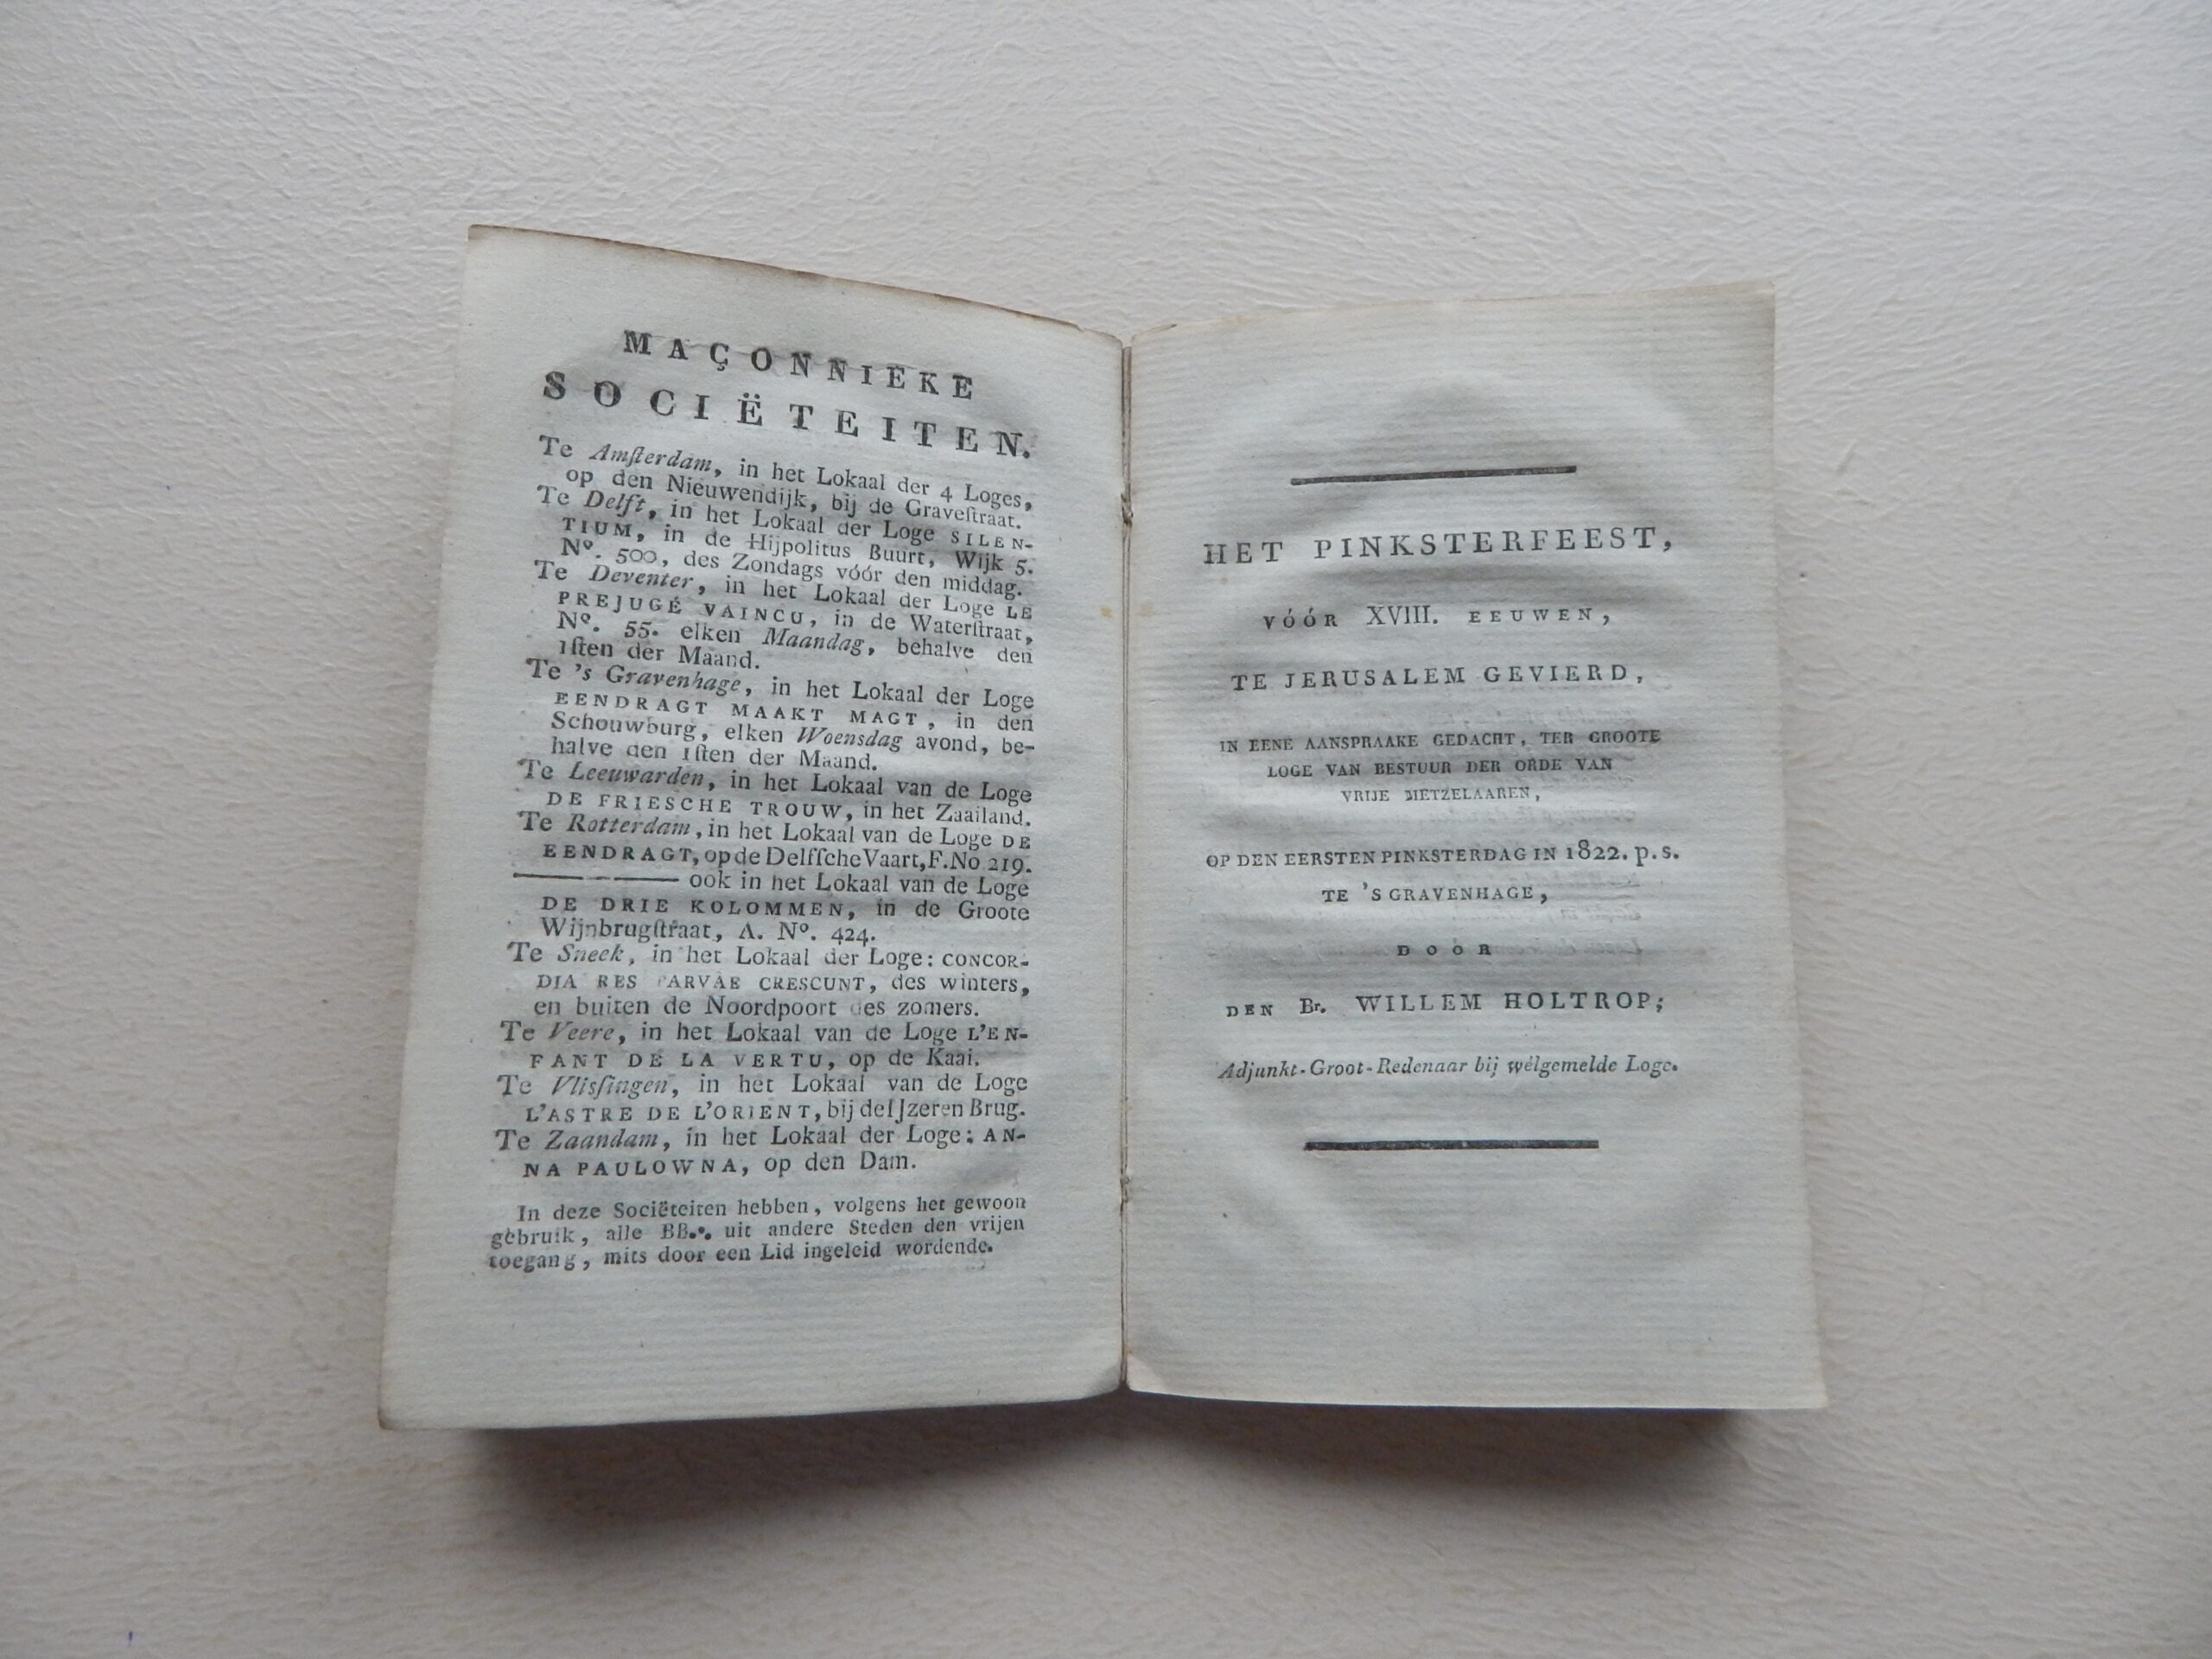 MAÇONNIEKE
SOCIËTEITEN.
Te Amſterdam, in het Lokaal der 4 Loges,
op den Nieuwendijk, bij de Graveſtraat.
Te Delft, in het Lokaal der Loge SILEN-
TIUM, in de Hijpolitus Buurt, Wijk 5.
Nº. 500, des Zondags vóór den middag.
Te Deventer, in het Lokaal der Loge LE
PREJUGÉ VAINCU, in de Waterſtraat,
Nº. 55. elken Maandag, behalve den
1ſten der Maand.
Te 's Gravenhage, in het Lokaal der Loge
EENDRAGT MAAKT MAGT, in den
Schouwburg, elken Woensdag avond, be-
halve den 1ſten der Maand.
Te Leeuwarden, in het Lokaal van de Loge
DE FRIESCHE TROUW, in het Zaailand.
Te Rotterdam, in het Lokaal van de Loge DE
EENDRAGT, op de Delfſche Vaart, F. No 219.
ook in het Lokaal van de Loge
DE DRIE KOLOMMEN, in de Groote
Wijnbrugſtraat, A. Nº. 424.
Te Sneek, in het Lokaal der Loge: CONCOR-
DIA RES PARVAE CRESCUNT, des winters,
en buiten de Noordpoort des zomers.
Te Veere, in het Lokaal van de Loge L'EN-
FANT DE LA VERTU, op de Kaai.
Te Vlisſingen, in het Lokaal van de Loge
L'ASTRE DE L'ORIENT, bij de IJzeren Brug.
Te Zaandam, in het Lokaal der Loge: AN-
NA PAULOWNA, op den Dam.
In deze Sociëteiten hebben, volgens het gewoon
gebruik, alle BB.•. uit andere Steden den vrijen
toegang, mits door een Lid ingeleid wordende.
HET PINKSTERFEEST,
VÓÓR XVIII. EEUWEN,
TE JERUSALEM GEVIERD,
IN EENE AANSPRAAKE GEDACHT, TER GROOTE
LOGE VAN BESTUUR DER ORDE VAN
VRIJE METZELAAREN,
OP DEN EERSTEN PINKSTERDAG IN 1822. p. s.
TE 'S GRAVENHAGE,
DOOR
DEN Br. WILLEM HOLTROP;
Adjunkt-Groot-Redenaar bij welgemelde Loge.